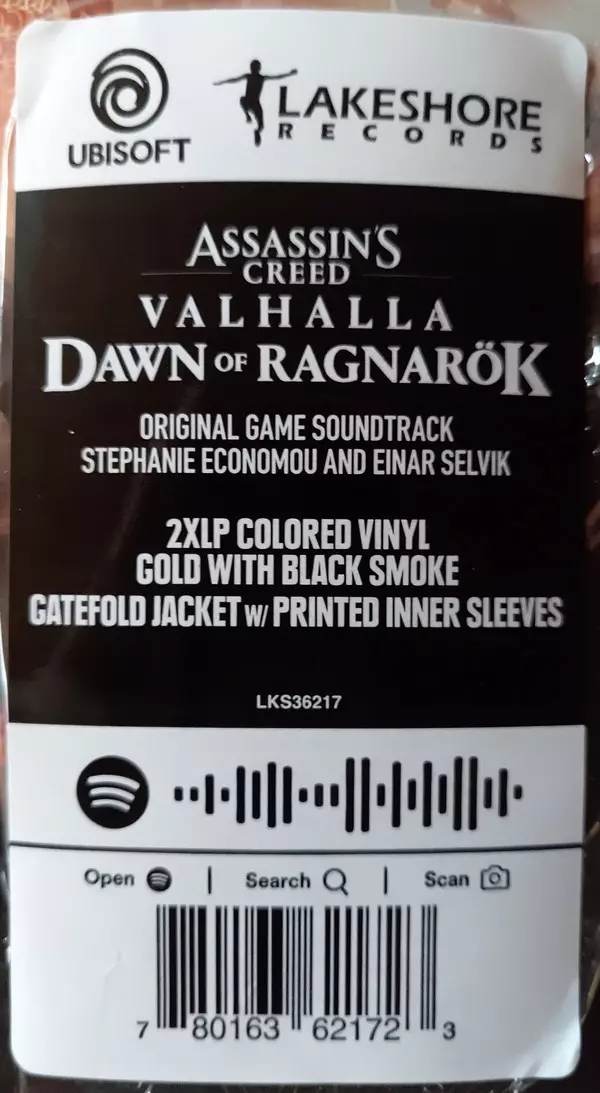 UBISOFT
LAKESHORE
RECORDS
ASSASSIN'S
CREED
VALHALLA
DAWN OF RAGNARÖK
ORIGINAL GAME SOUNDTRACK
STEPHANIE ECONOMOU AND EINAR SELVIK
2XLP COLORED VINYL
GOLD WITH BLACK SMOKE
GATEFOLD JACKET W/ PRINTED INNER SLEEVES
LKS36217
Open | Search | Scan
7 80163 62172 3